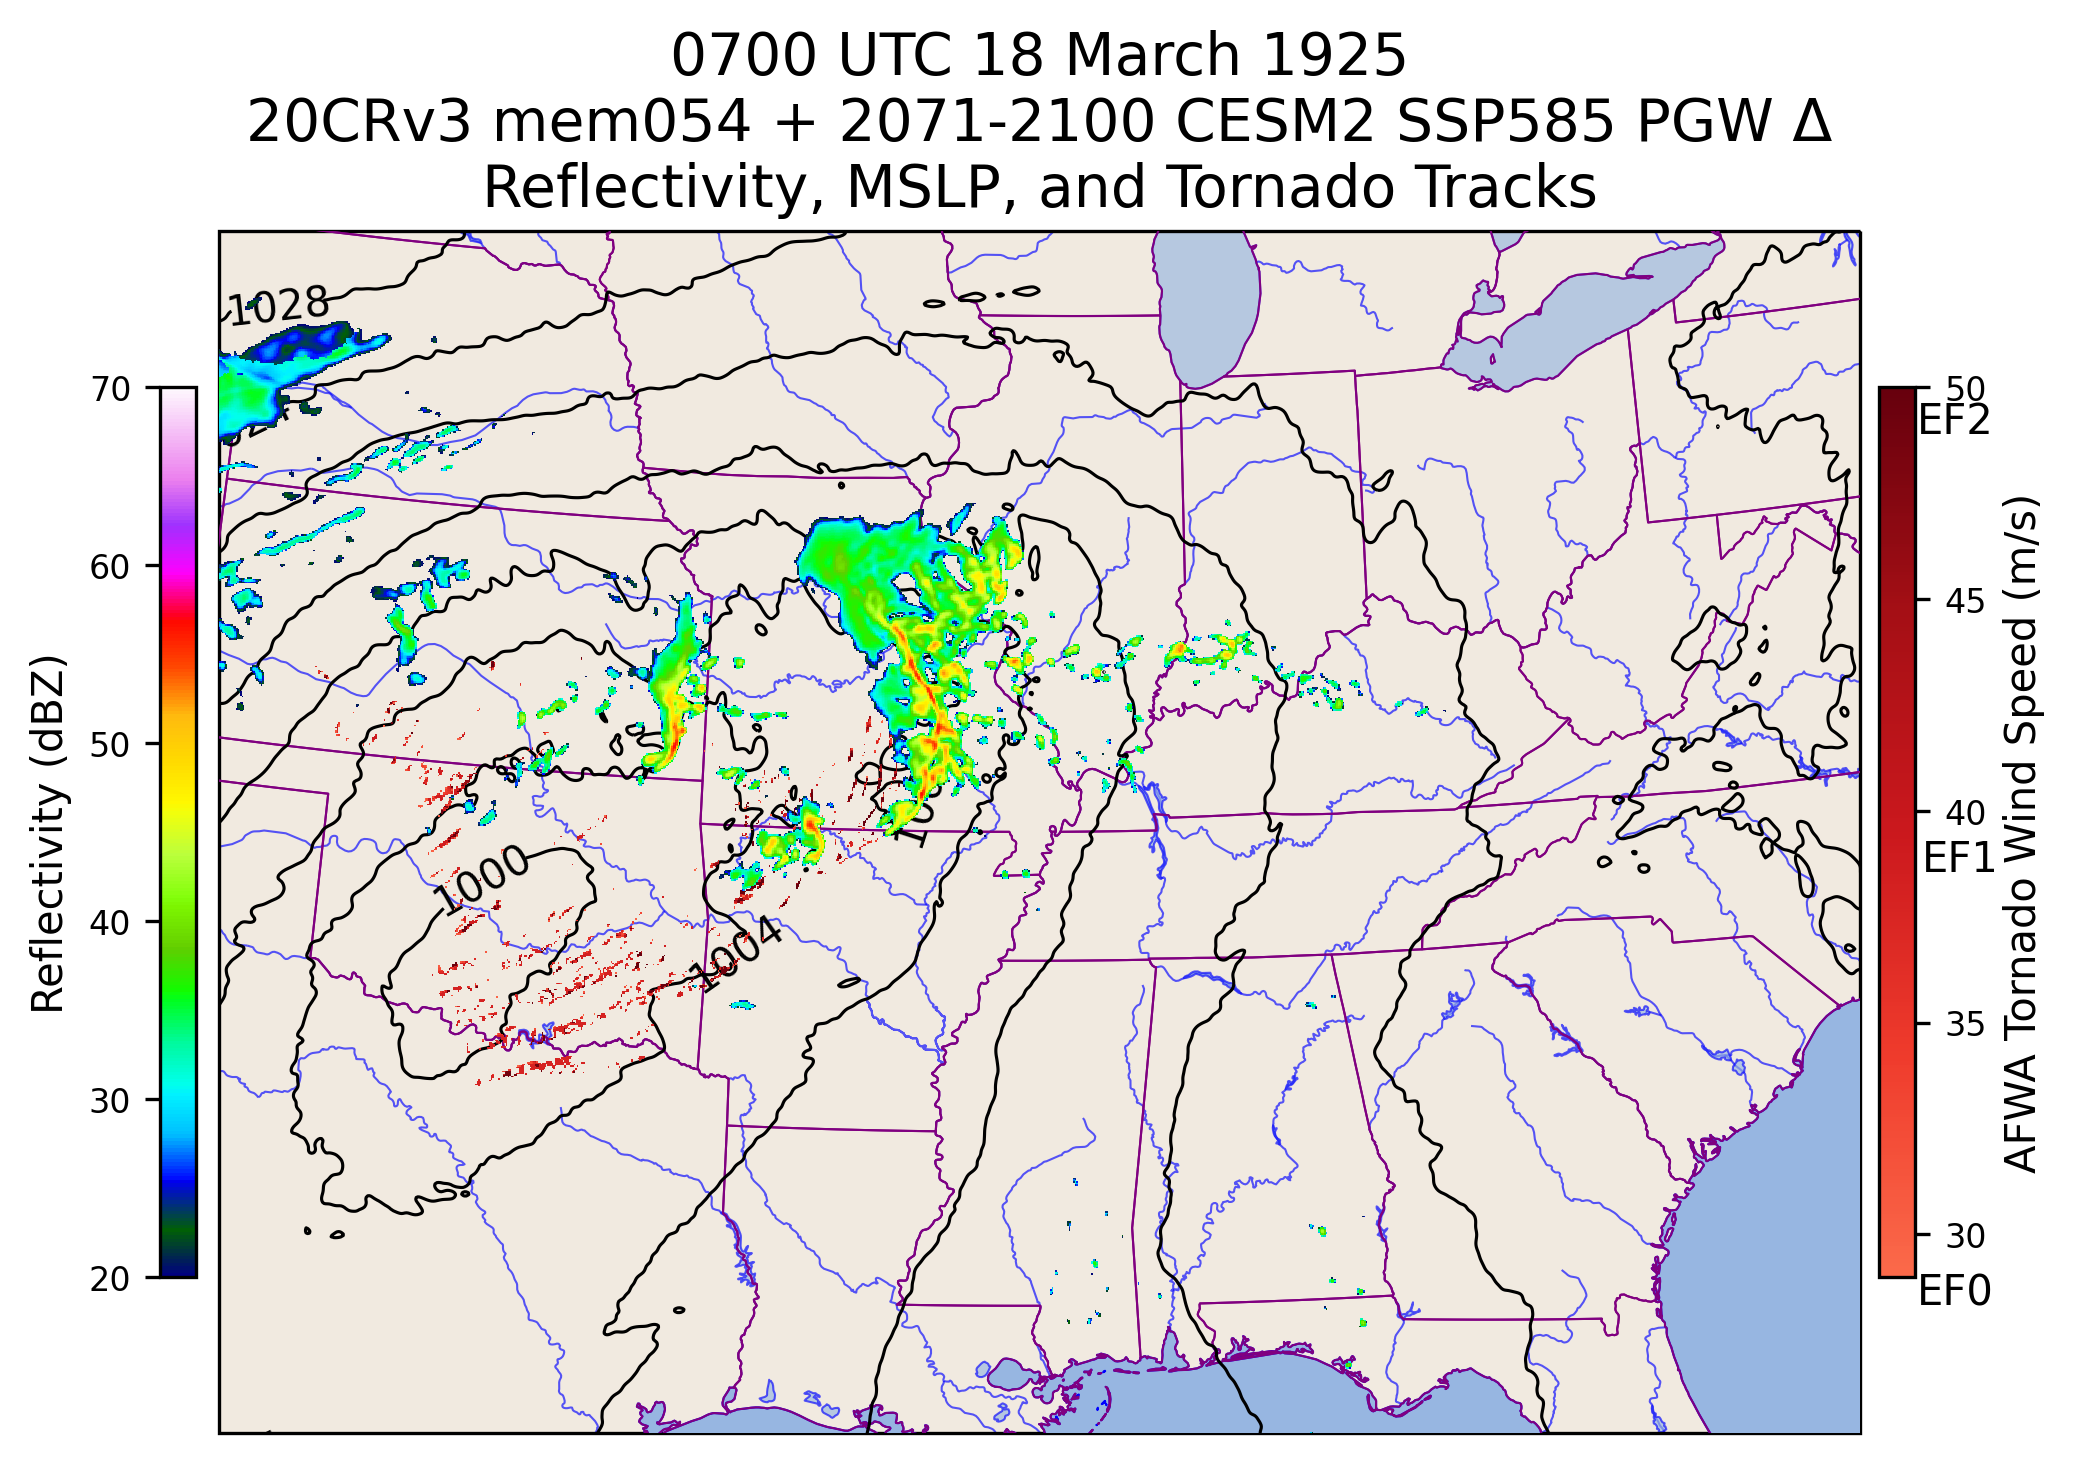 0700 UTC 18 March 1925
20CRv3 mem054 + 2071-2100 CESM2 SSP585 PGW Δ
Reflectivity, MSLP, and Tornado Tracks
1028
1000
1004
70
60
50
40
30
20
Reflectivity (dBZ)
50
EF2
45
40
EF1
35
30
EF0
AFWA Tornado Wind Speed (m/s)